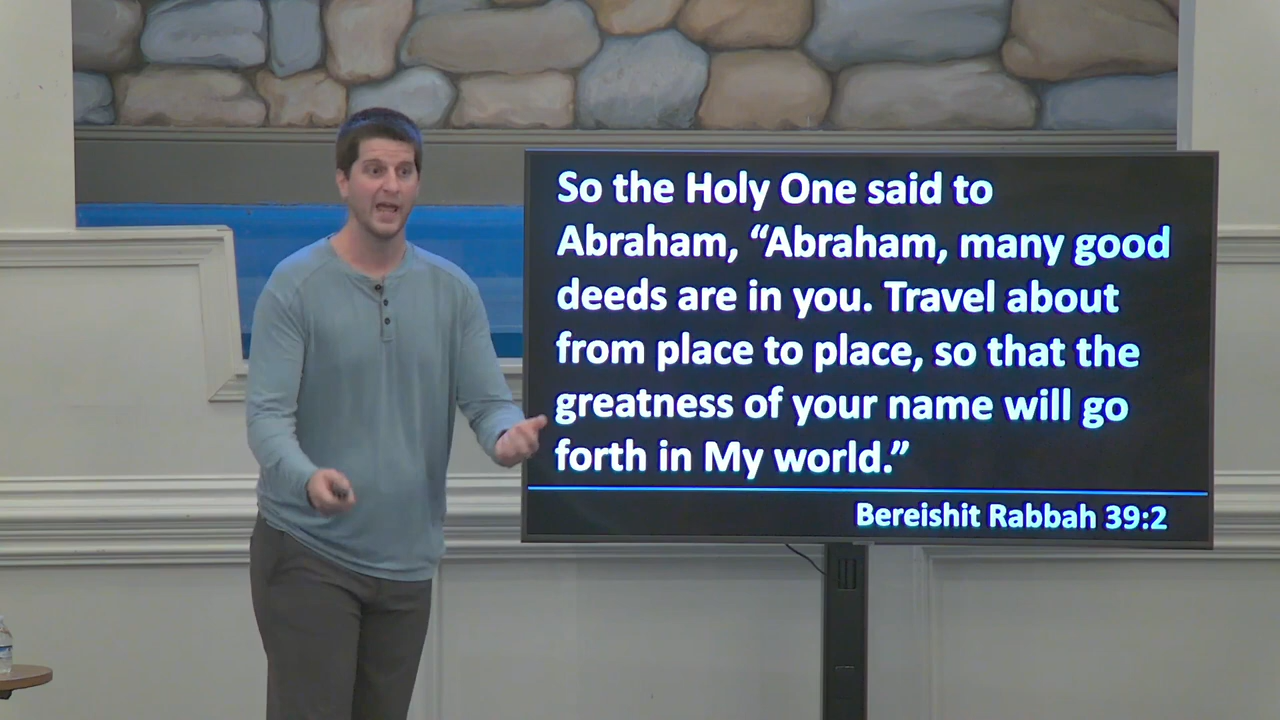 So the Holy One said to
Abraham, “Abraham, many good
deeds are in you. Travel about
from place to place, so that the
greatness of your name will go
forth in My world.”
Bereishit Rabbah 39:2